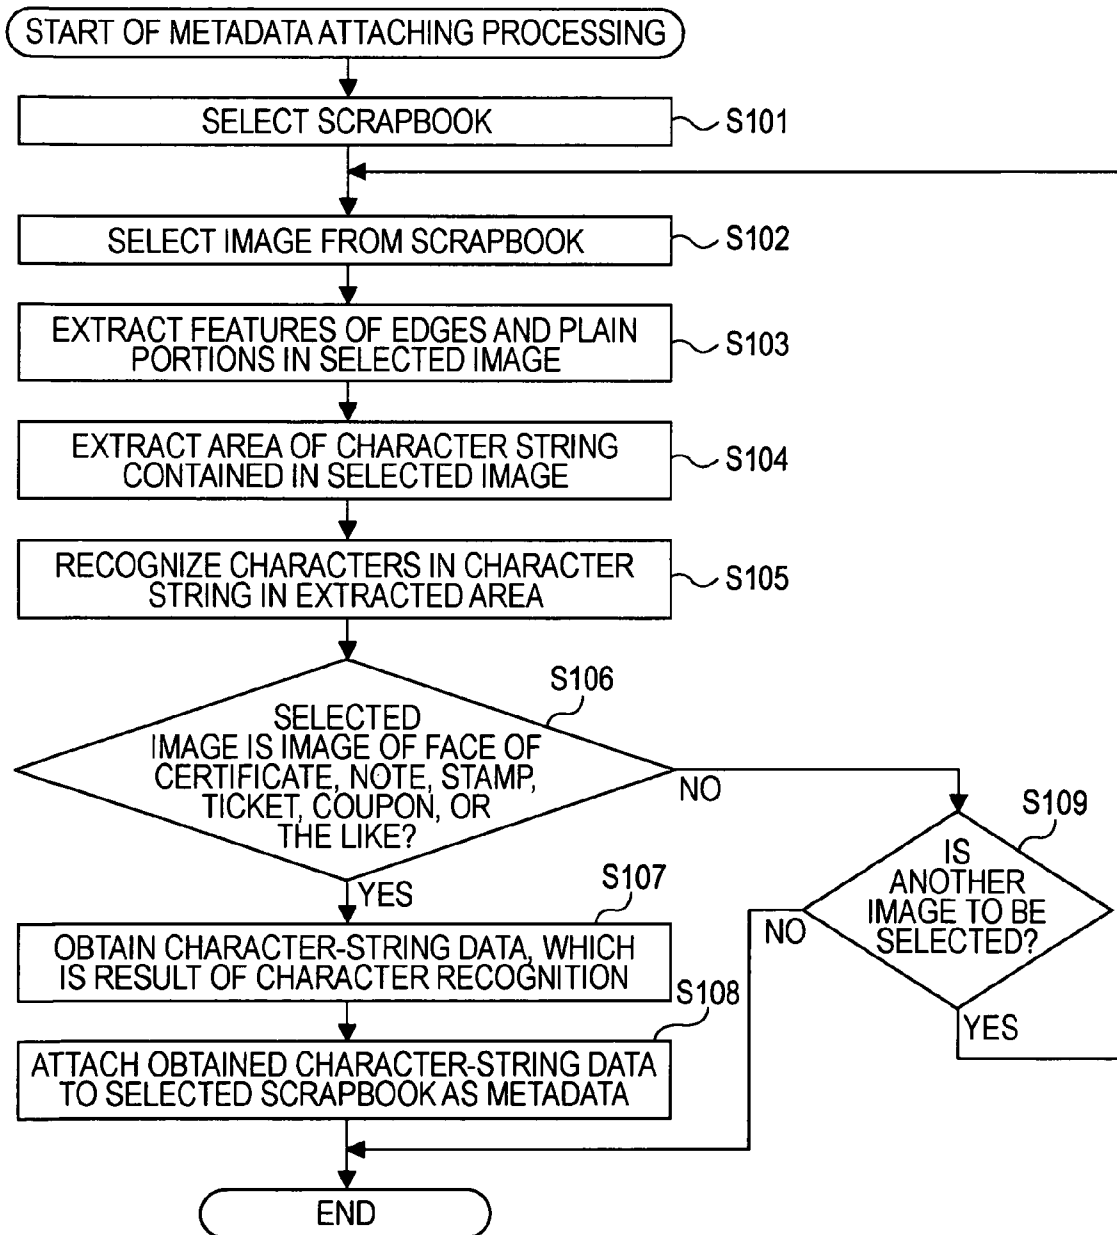 START OF METADATA ATTACHING PROCESSING
SELECT SCRAPBOOK
S101
SELECT IMAGE FROM SCRAPBOOK
S102
EXTRACT FEATURES OF EDGES AND PLAIN
PORTIONS IN SELECTED IMAGE
S103
EXTRACT AREA OF CHARACTER STRING
CONTAINED IN SELECTED IMAGE
S104
RECOGNIZE CHARACTERS IN CHARACTER
STRING IN EXTRACTED AREA
S105
S106
SELECTED
IMAGE IS IMAGE OF FACE OF
CERTIFICATE, NOTE, STAMP,
TICKET, COUPON, OR
THE LIKE?
NO
YES
S109
IS
ANOTHER
IMAGE TO BE
SELECTED?
NO
YES
S107
OBTAIN CHARACTER-STRING DATA, WHICH
IS RESULT OF CHARACTER RECOGNITION
S108
ATTACH OBTAINED CHARACTER-STRING DATA
TO SELECTED SCRAPBOOK AS METADATA
END